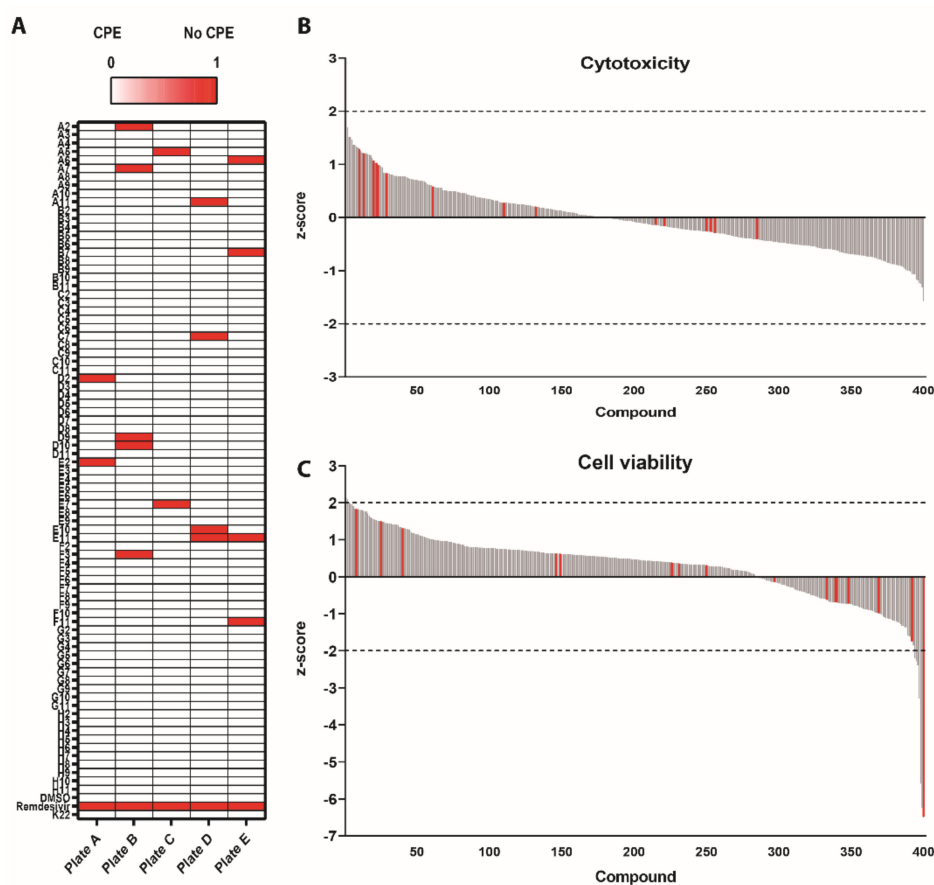 A
CPE No CPE
0 1
A2
A3
A4
A5
A6
A7
A8
A9
A10
A11
B2
B3
B4
B5
B6
B7
B8
B9
B10
B11
C2
C3
C4
C5
C6
C7
C8
C9
C10
C11
D2
D3
D4
D5
D6
D7
D8
D9
D10
D11
E2
E3
E4
E5
E6
E7
E8
E9
E10
E11
F2
F3
F4
F5
F6
F7
F8
F9
F10
F11
G2
G3
G4
G5
G6
G7
G8
G9
G10
G11
H2
H3
H4
H5
H6
H7
H8
H9
H10
H11
DMSO
Remdesivir
K22
Plate A Plate B Plate C Plate D Plate E
B
Cytotoxicity
3
2
1
0
-1
-2
-3
z-score
50 100 150 200 250 300 350 400
Compound
C
Cell viability
3
2
1
0
-1
-2
-3
-4
-5
-6
-7
z-score
50 100 150 200 250 300 350 400
Compound